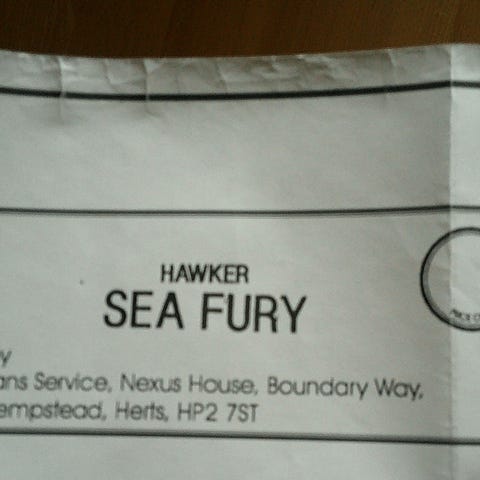 HAWKER
SEA FURY
y
ans Service, Nexus House, Boundary Way,
empstead, Herts, HP2 7ST